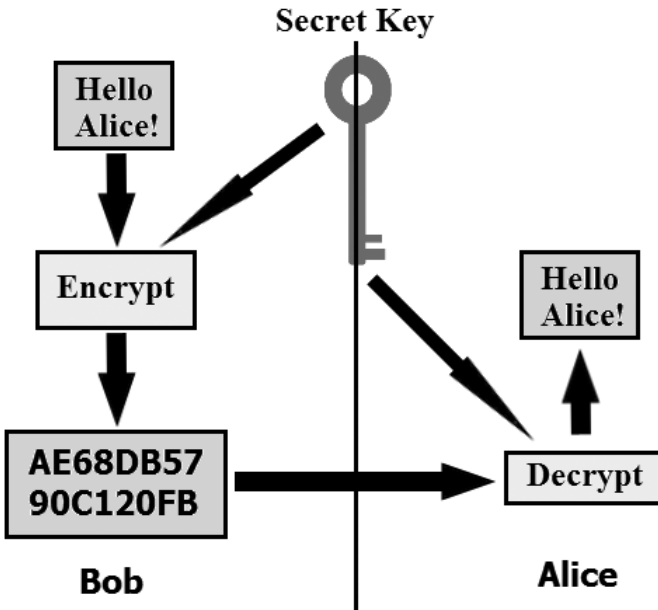 Secret Key
Hello
Alice!
Encrypt
AE68DB57
90C120FB
Bob
Hello
Alice!
Decrypt
Alice